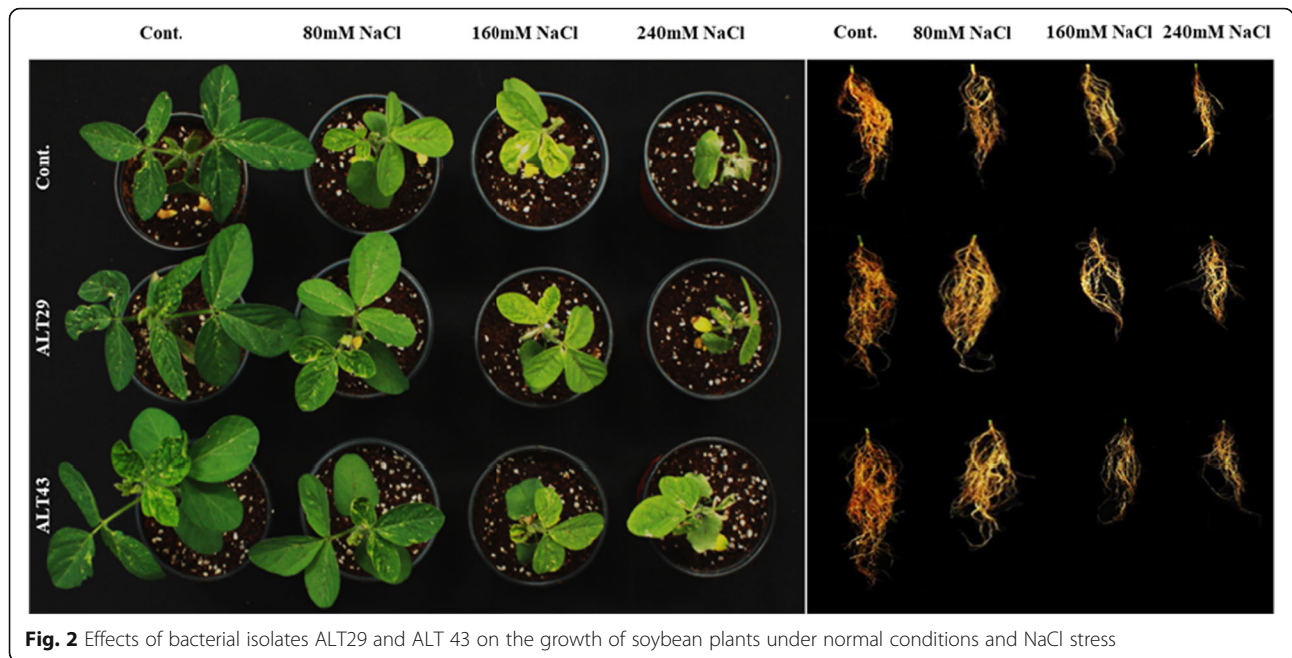 Cont. 80mM NaCl 160mM NaCl 240mM NaCl Cont. 80mM NaCl 160mM NaCl 240mM NaCl
Cont.
ALT29
ALT43
Fig. 2 Effects of bacterial isolates ALT29 and ALT 43 on the growth of soybean plants under normal conditions and NaCl stress